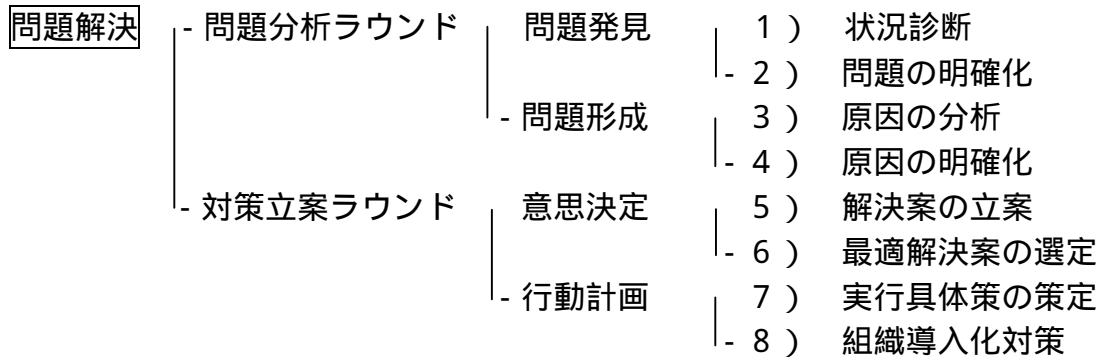 問題解決 - 問題分析ラウンド 問題発見 1） 状況診断
- 2） 問題の明確化
- 問題形成 3） 原因の分析
- 4） 原因の明確化
- 対策立案ラウンド 意思決定 5） 解決案の立案
- 6） 最適解決案の選定
- 行動計画 7） 実行具体策の策定
- 8） 組織導入化対策